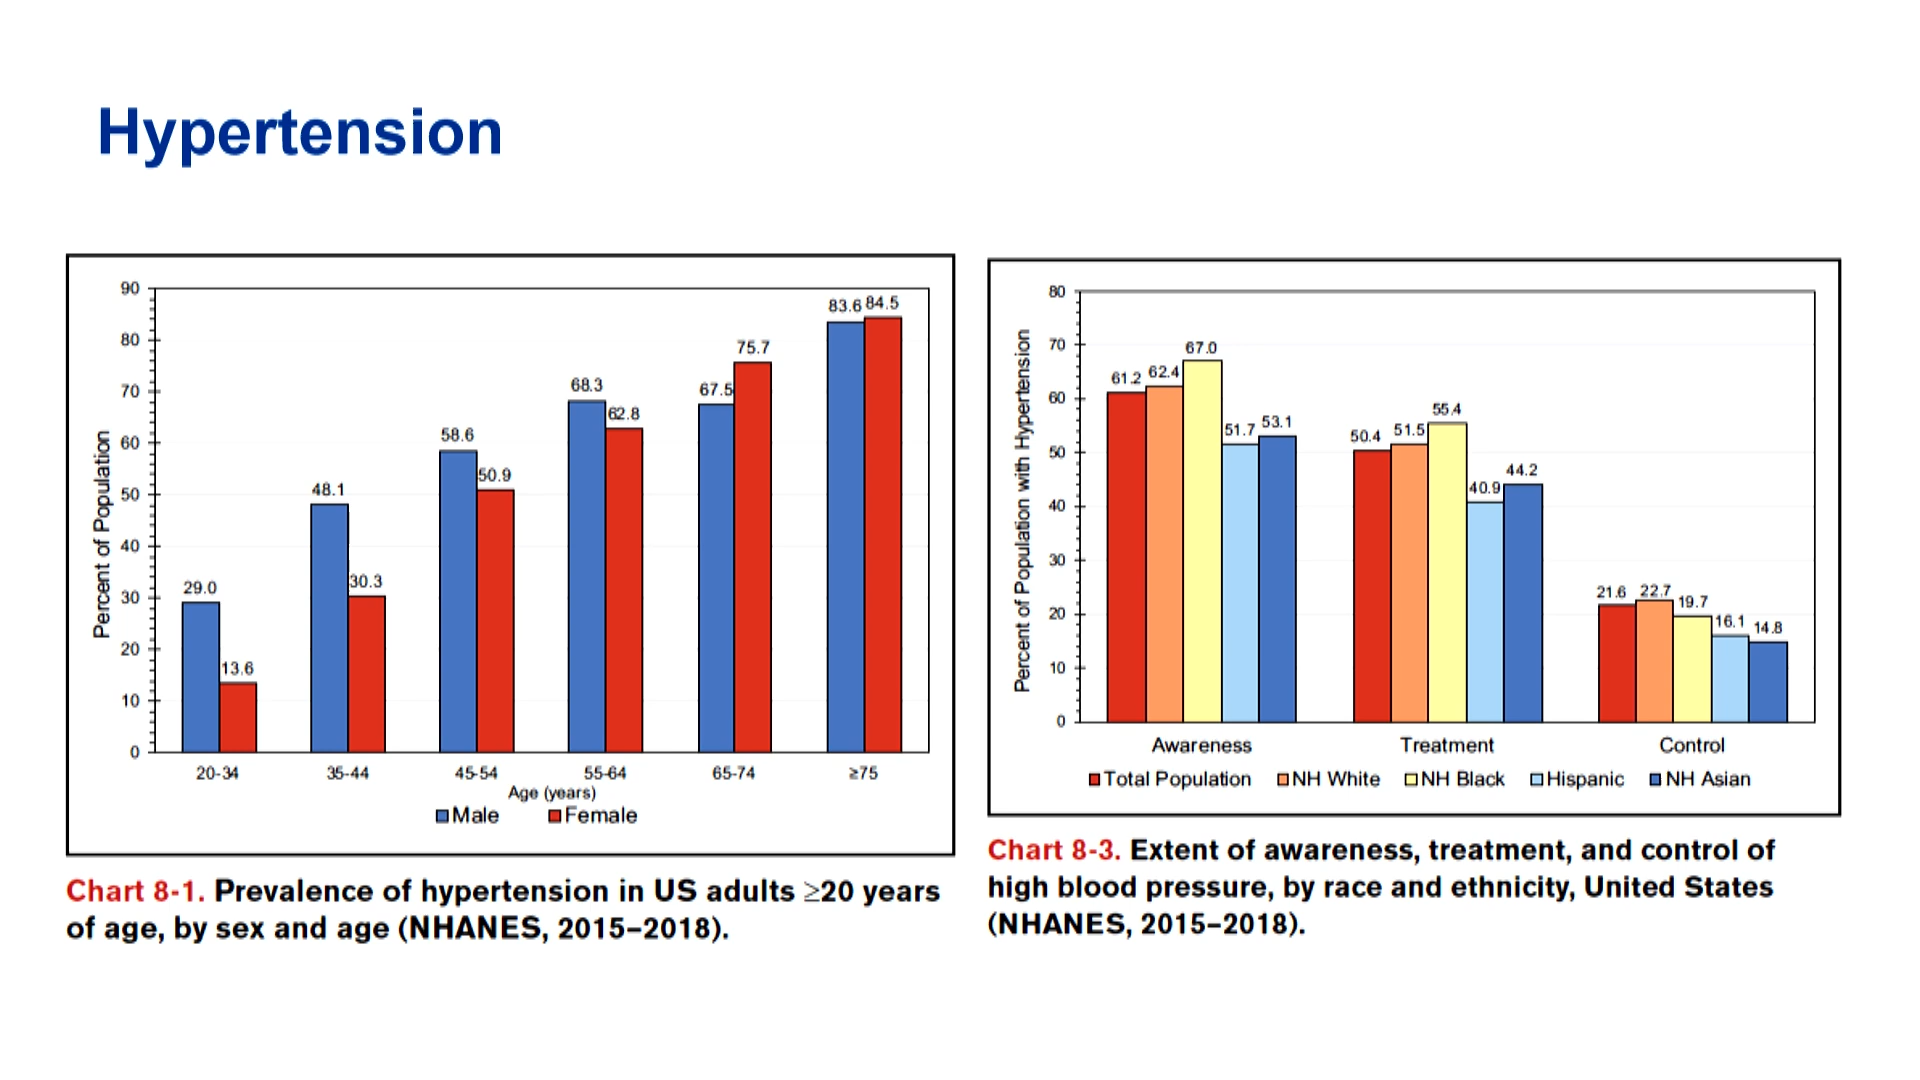 Hypertension
90
80
70
60
50
40
30
20
10
0
Percent of Population
29.0
13.6
48.1
30.3
58.6
50.9
68.3
62.8
67.5
75.7
83.6
84.5
20-34
35-44
45-54
55-64
65-74
≥75
Age (years)
Male
Female
Chart 8-1. Prevalence of hypertension in US adults ≥20 years
of age, by sex and age (NHANES, 2015–2018).
80
70
60
50
40
30
20
10
0
Percent of Population with Hypertension
61.2
62.4
67.0
51.7
53.1
50.4
51.5
55.4
40.9
44.2
21.6
22.7
19.7
16.1
14.8
Awareness
Treatment
Control
Total Population
NH White
NH Black
Hispanic
NH Asian
Chart 8-3. Extent of awareness, treatment, and control of
high blood pressure, by race and ethnicity, United States
(NHANES, 2015–2018).